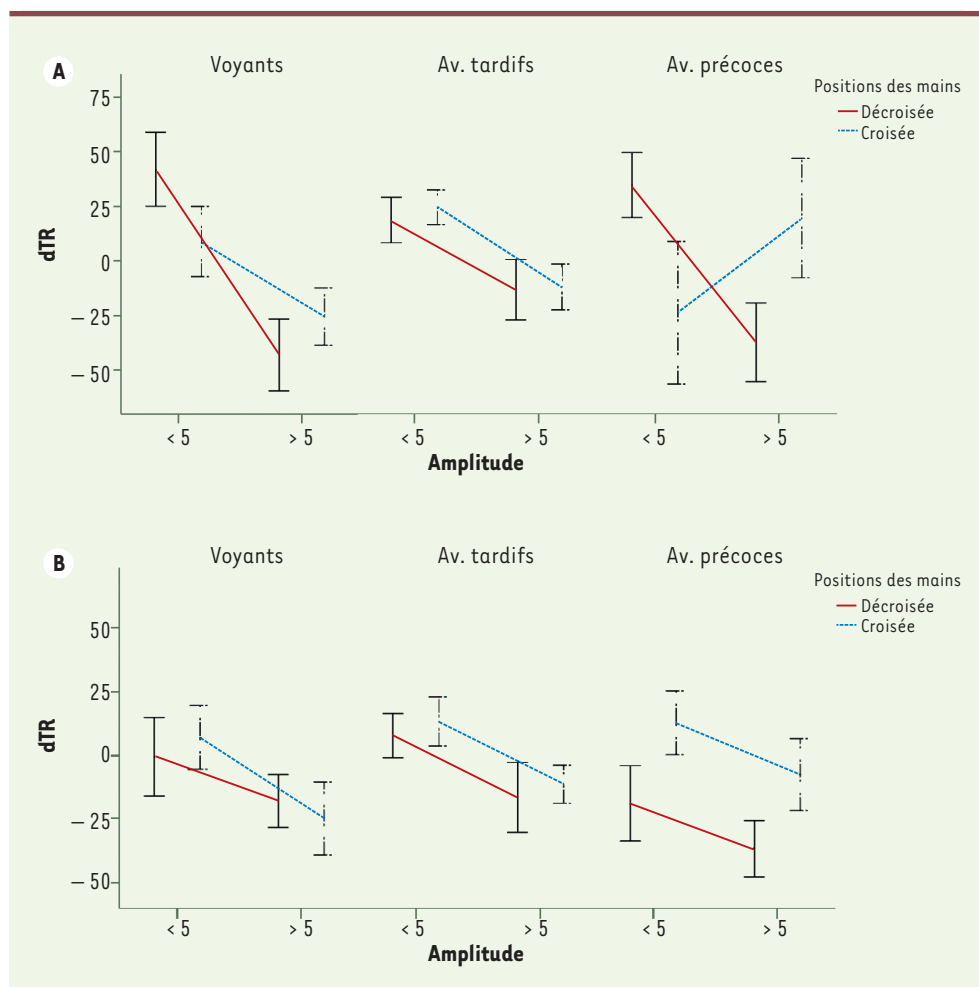 A
Voyants
Av. tardifs
Av. précoces
Positions des mains
Décroisée
Croisée
dTR
75
50
25
0
– 25
– 50
< 5
> 5
< 5
> 5
< 5
> 5
Amplitude
B
Voyants
Av. tardifs
Av. précoces
Positions des mains
Décroisée
Croisée
dTR
50
25
0
– 25
– 50
< 5
> 5
< 5
> 5
< 5
> 5
Amplitude